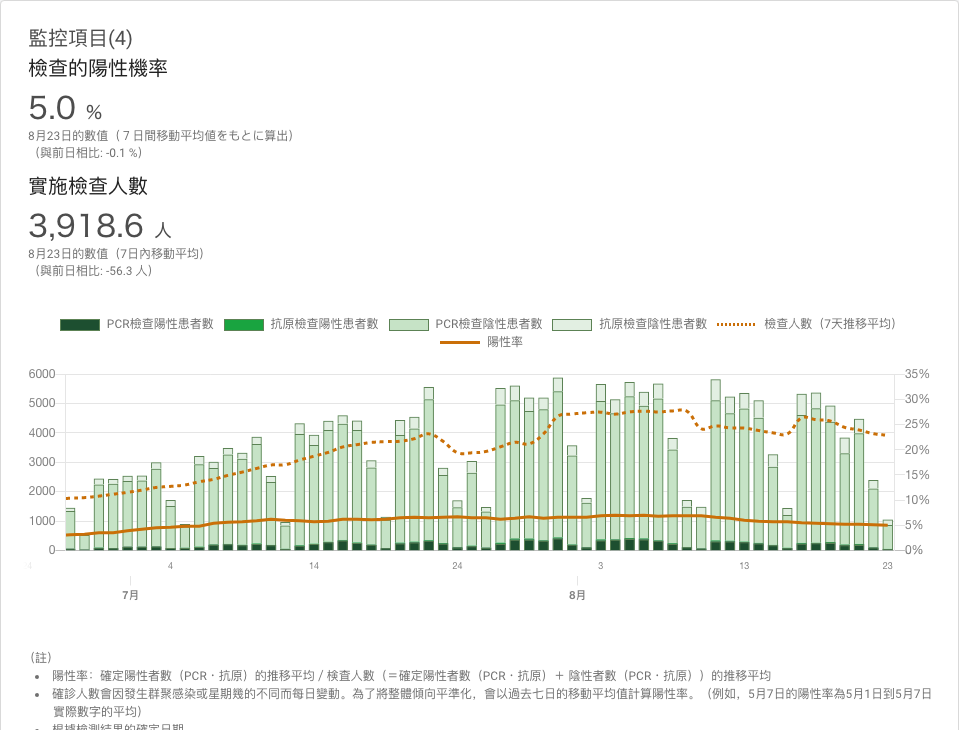 監控項目(4)
檢查的陽性機率
5.0 %
8月23日的數值（７日間移動平均値をもとに算出）
（與前日相比: -0.1 %）
實施檢查人數
3,918.6 人
8月23日的數值（7日內移動平均）
（與前日相比: -56.3 人）
PCR檢查陽性患者數 抗原檢查陽性患者數 PCR檢查陰性患者數 抗原檢查陰性患者數 檢查人數（7天推移平均）
陽性率
6000 35%
5000 30%
4000 25%
3000 20%
2000 15%
1000 10%
0 5%
0%
4 14 24 3 13 23
7月 8月
（註）
陽性率：確定陽性者數（PCR・抗原）的推移平均 / 検査人數（＝確定陽性者數（PCR・抗原）＋ 陰性者數（PCR・抗原））的推移平均
確診人數會因發生群聚感染或星期幾的不同而每日變動。為了將整體傾向平準化，會以過去七日的移動平均值計算陽性率。（例如，5月7日的陽性率為5月1日到5月7日
實際數字的平均）
根據檢測結果的確定日期